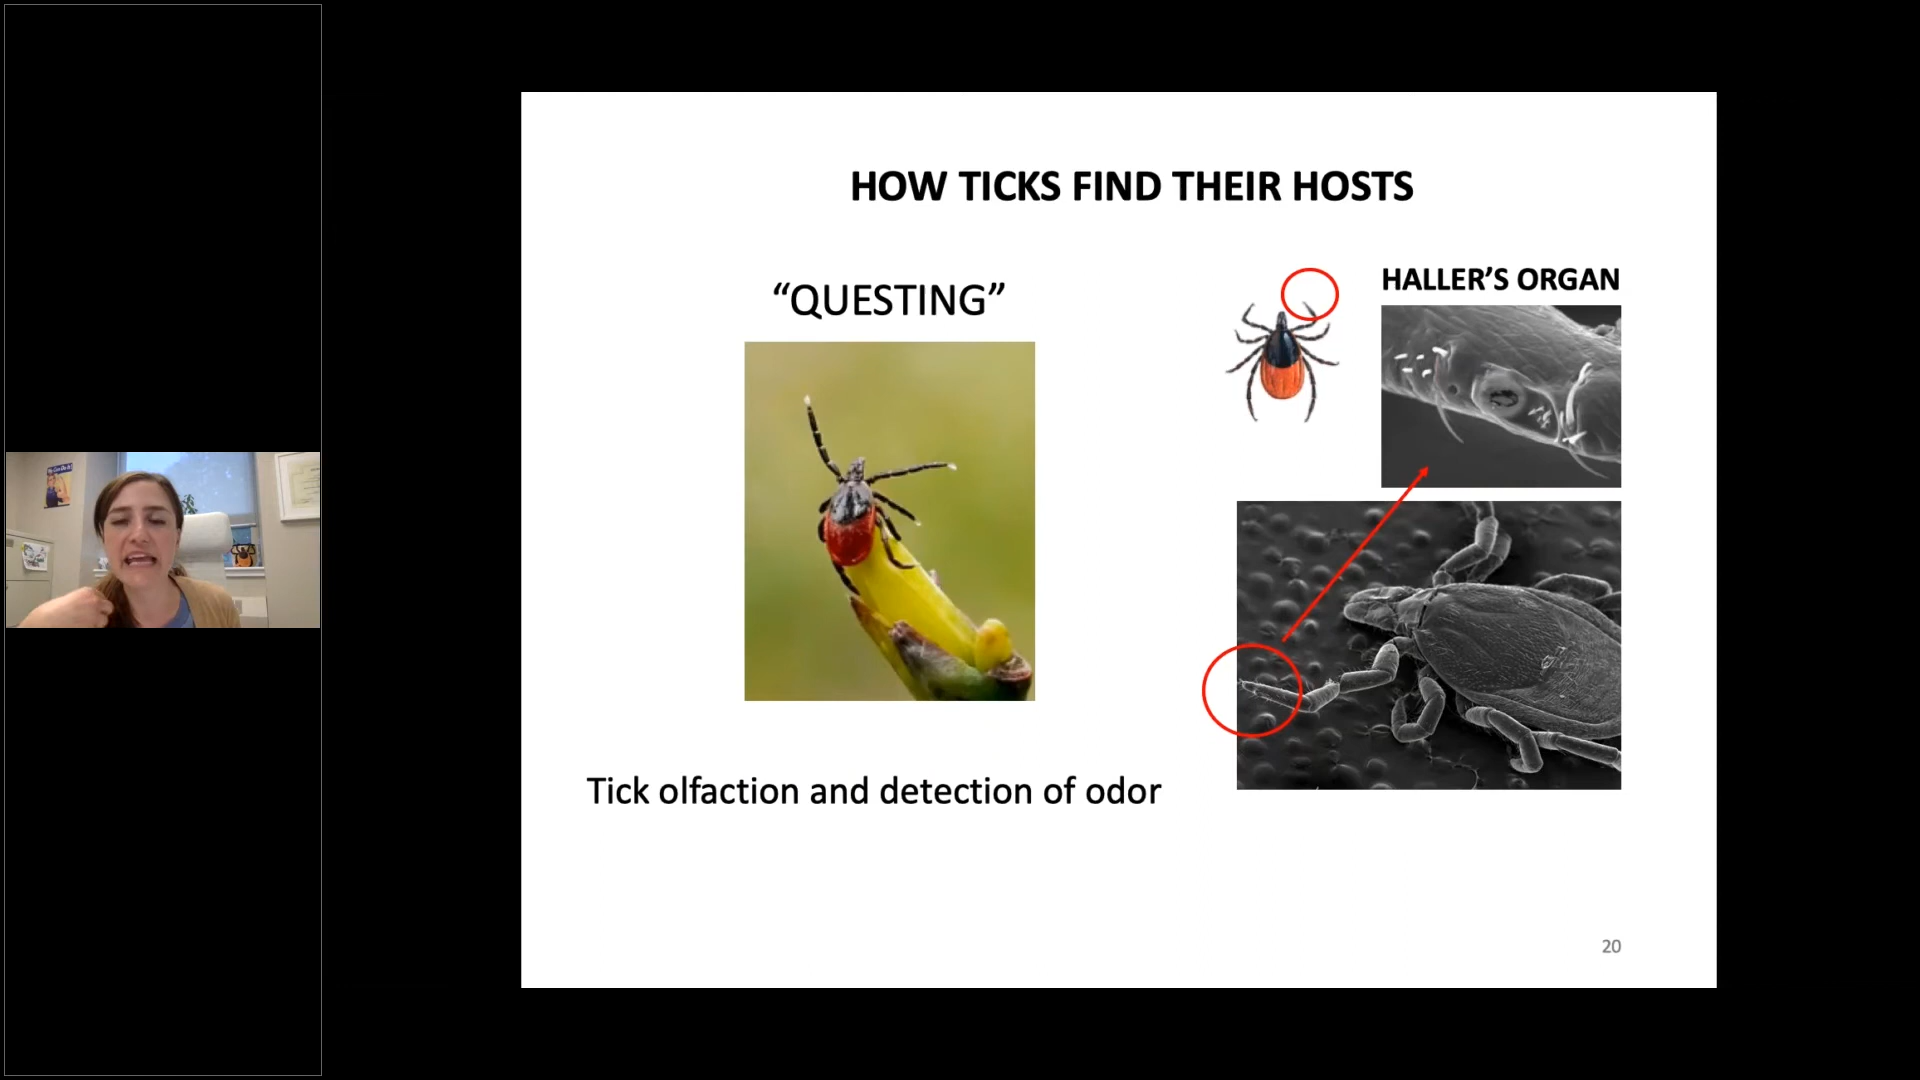 HOW TICKS FIND THEIR HOSTS
“QUESTING”
HALLER’S ORGAN
Tick olfaction and detection of odor
20